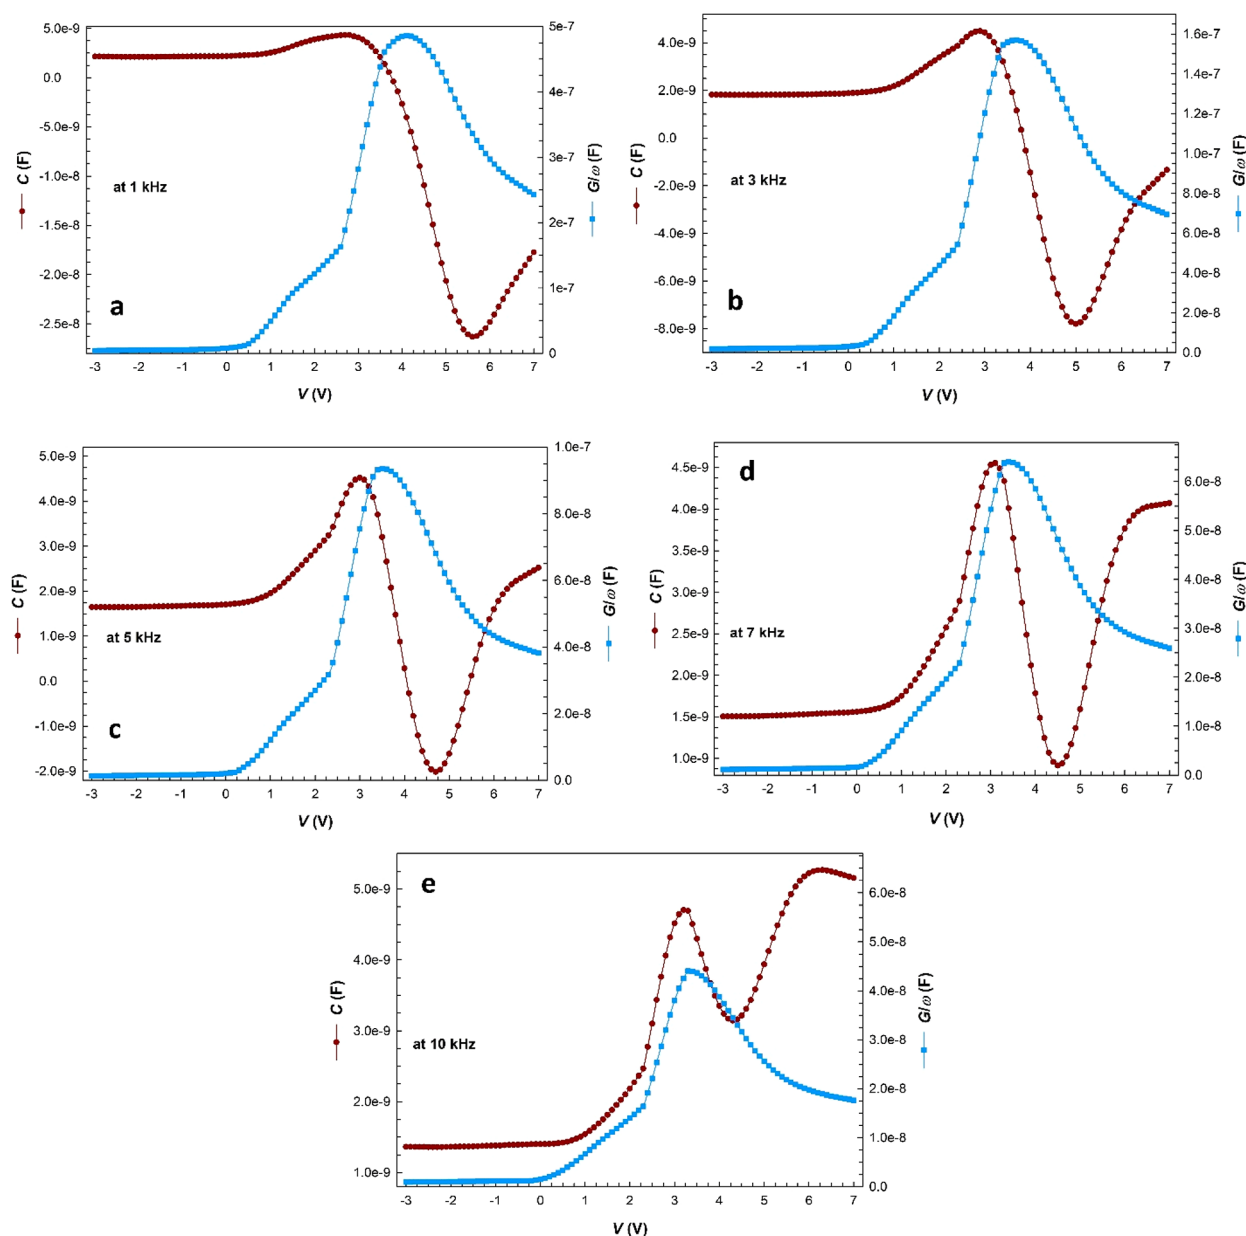 5.0e-9
0.0
-5.0e-9
-1.0e-8
-1.5e-8
-2.0e-8
-2.5e-8
C (F)
at 1 kHz
a
5e-7
4e-7
3e-7
2e-7
1e-7
0
G/ω (F)
-3 -2 -1 0 1 2 3 4 5 6 7
V (V)
4.0e-9
2.0e-9
0.0
-2.0e-9
-4.0e-9
-6.0e-9
-8.0e-9
C (F)
at 3 kHz
b
1.6e-7
1.4e-7
1.2e-7
1.0e-7
8.0e-8
6.0e-8
4.0e-8
2.0e-8
0.0
G/ω (F)
-3 -2 -1 0 1 2 3 4 5 6 7
V (V)
5.0e-9
4.0e-9
3.0e-9
2.0e-9
1.0e-9
0.0
-1.0e-9
-2.0e-9
C (F)
at 5 kHz
c
1.0e-7
8.0e-8
6.0e-8
4.0e-8
2.0e-8
0.0
G/ω (F)
-3 -2 -1 0 1 2 3 4 5 6 7
V (V)
d
4.5e-9
4.0e-9
3.5e-9
3.0e-9
2.5e-9
2.0e-9
1.5e-9
1.0e-9
C (F)
at 7 kHz
6.0e-8
5.0e-8
4.0e-8
3.0e-8
2.0e-8
1.0e-8
0.0
G/ω (F)
-3 -2 -1 0 1 2 3 4 5 6 7
V (V)
e
5.0e-9
4.0e-9
3.0e-9
2.0e-9
1.0e-9
C (F)
at 10 kHz
6.0e-8
5.0e-8
4.0e-8
3.0e-8
2.0e-8
1.0e-8
0.0
G/ω (F)
-3 -2 -1 0 1 2 3 4 5 6 7
V (V)